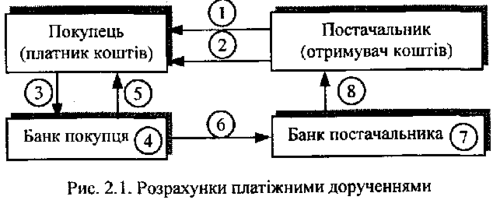 Покупець
(платник коштів)
1
2
Постачальник
(отримувач коштів)
3
5
8
Банк покупця 4
6
Банк постачальника 7
Рис. 2.1. Розрахунки платіжними дорученнями